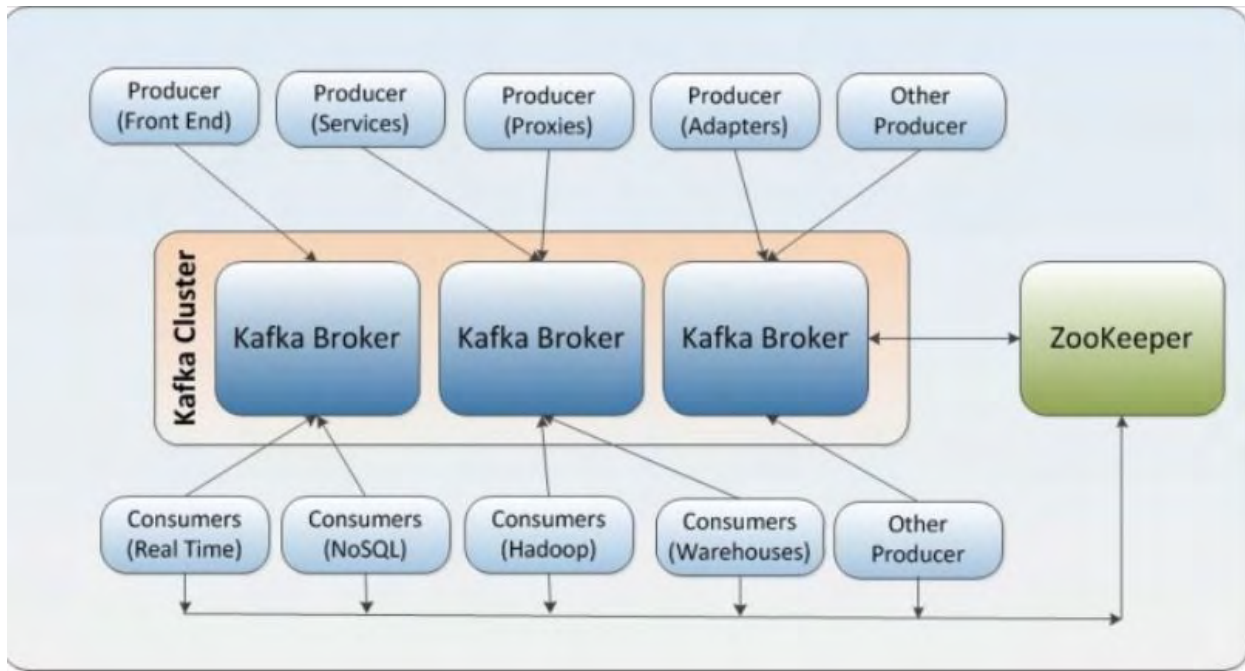 Producer
(Front End)
Producer
(Services)
Producer
(Proxies)
Producer
(Adapters)
Other
Producer
Kafka Cluster
Kafka Broker
Kafka Broker
Kafka Broker
ZooKeeper
Consumers
(Real Time)
Consumers
(NoSQL)
Consumers
(Hadoop)
Consumers
(Warehouses)
Other
Producer